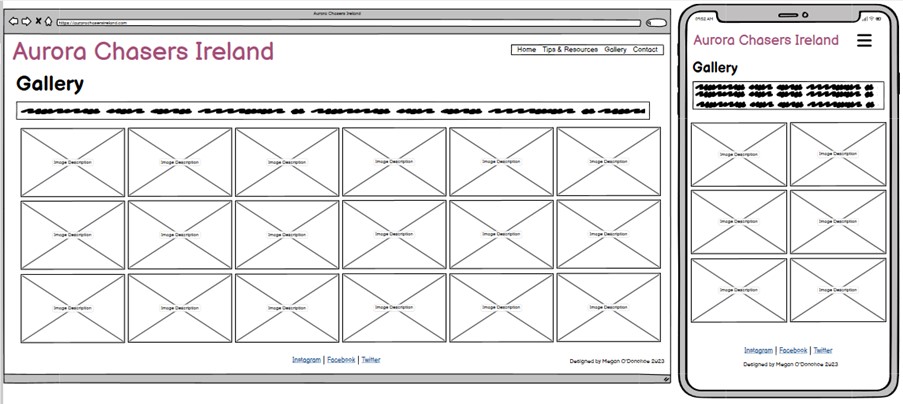 Aurora Chasers Ireland
https://aurorachasersireland.com
Aurora Chasers Ireland
Home Tips & Resources Gallery Contact
Gallery
Image Description Image Description Image Description Image Description Image Description Image Description
Image Description Image Description Image Description Image Description Image Description Image Description
Image Description Image Description Image Description Image Description Image Description Image Description
Instagram | Facebook | Twitter
Designed by Megan O'Donohoe 2023
Aurora Chasers Ireland
Gallery
Image Description Image Description
Image Description Image Description
Image Description Image Description
Instagram | Facebook | Twitter
Designed by Megan O'Donohoe 2023